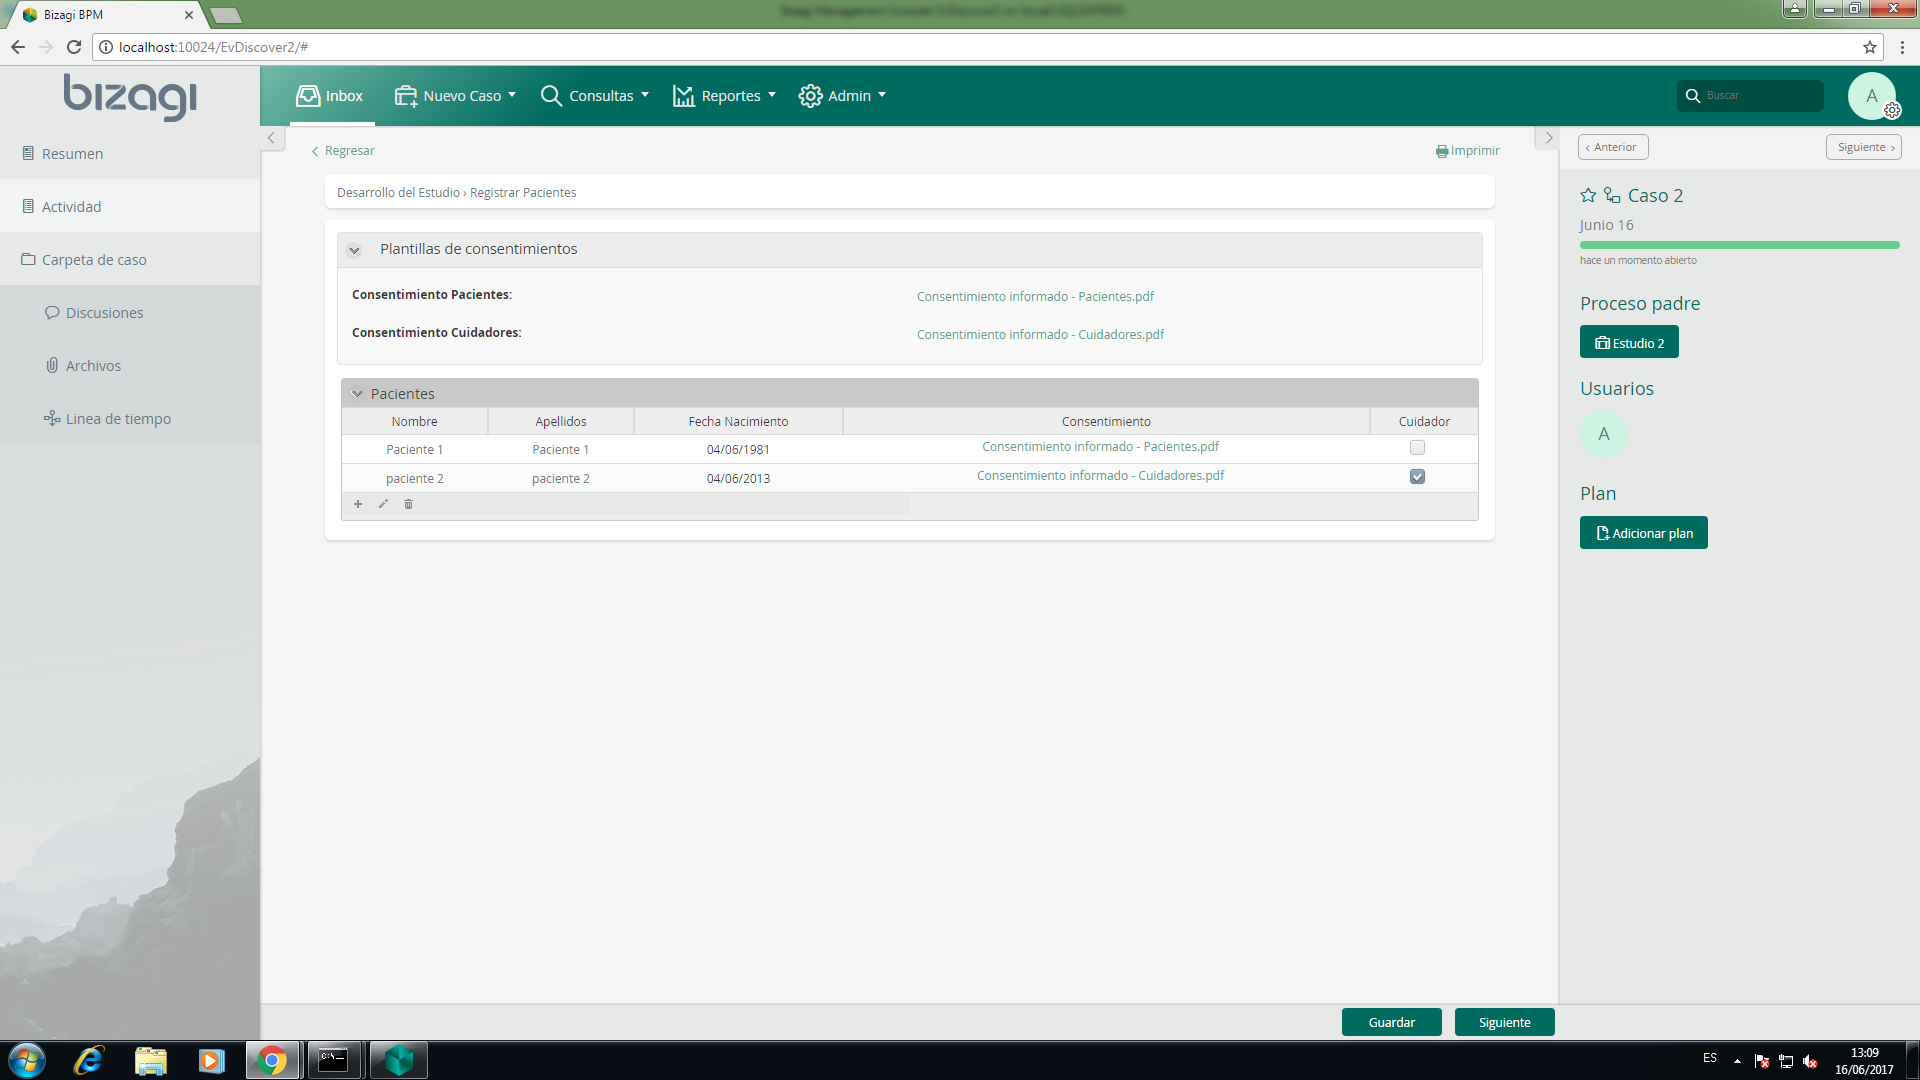 Bizagi BPM
localhost:10024/EvDiscover2/#
bizagi
Inbox
Nuevo Caso
Consultas
Reportes
Admin
Buscar
A
Resumen
Actividad
Carpeta de caso
Discusiones
Archivos
Linea de tiempo
Regresar
Imprimir
Desarrollo del Estudio › Registrar Pacientes
Plantillas de consentimientos
Consentimiento Pacientes: Consentimiento informado - Pacientes.pdf
Consentimiento Cuidadores: Consentimiento informado - Cuidadores.pdf
Pacientes
Nombre Apellidos Fecha Nacimiento Consentimiento Cuidador
Paciente 1 Paciente 1 04/06/1981 Consentimiento informado - Pacientes.pdf
paciente 2 paciente 2 04/06/2013 Consentimiento informado - Cuidadores.pdf
Guardar Siguiente
‹ Anterior Siguiente ›
Caso 2
Junio 16
hace un momento abierto
Proceso padre
Estudio 2
Usuarios
A
Plan
Adicionar plan
C:\.
ES
13:09
16/06/2017